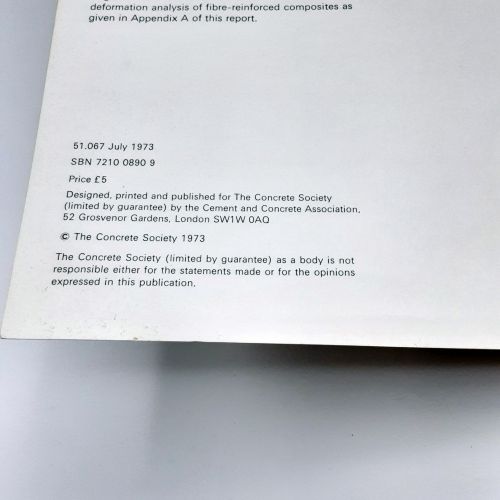 deformation analysis of fibre-reinforced composites as
given in Appendix A of this report.
51.067 July 1973
SBN 7210 0890 9
Price £5
Designed, printed and published for The Concrete Society
(limited by guarantee) by the Cement and Concrete Association,
52 Grosvenor Gardens, London SW1W 0AQ
© The Concrete Society 1973
The Concrete Society (limited by guarantee) as a body is not
responsible either for the statements made or for the opinions
expressed in this publication.